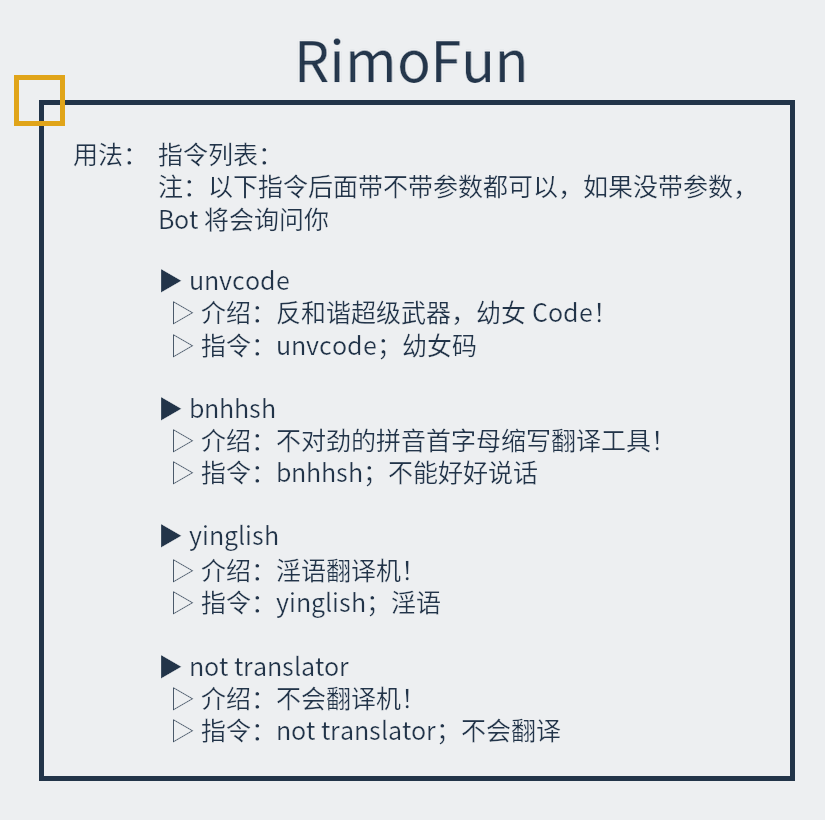 RimoFun
用法： 指令列表：
注：以下指令后面带不带参数都可以，如果没带参数，
Bot 将会询问你
▶ unvcode
▷ 介绍：反和谐超级武器，幼女 Code！
▷ 指令：unvcode；幼女码
▶ bnhhsh
▷ 介绍：不对劲的拼音首字母缩写翻译工具！
▷ 指令：bnhhsh；不能好好说话
▶ yinglish
▷ 介绍：淫语翻译机！
▷ 指令：yinglish；淫语
▶ not translator
▷ 介绍：不会翻译机！
▷ 指令：not translator；不会翻译